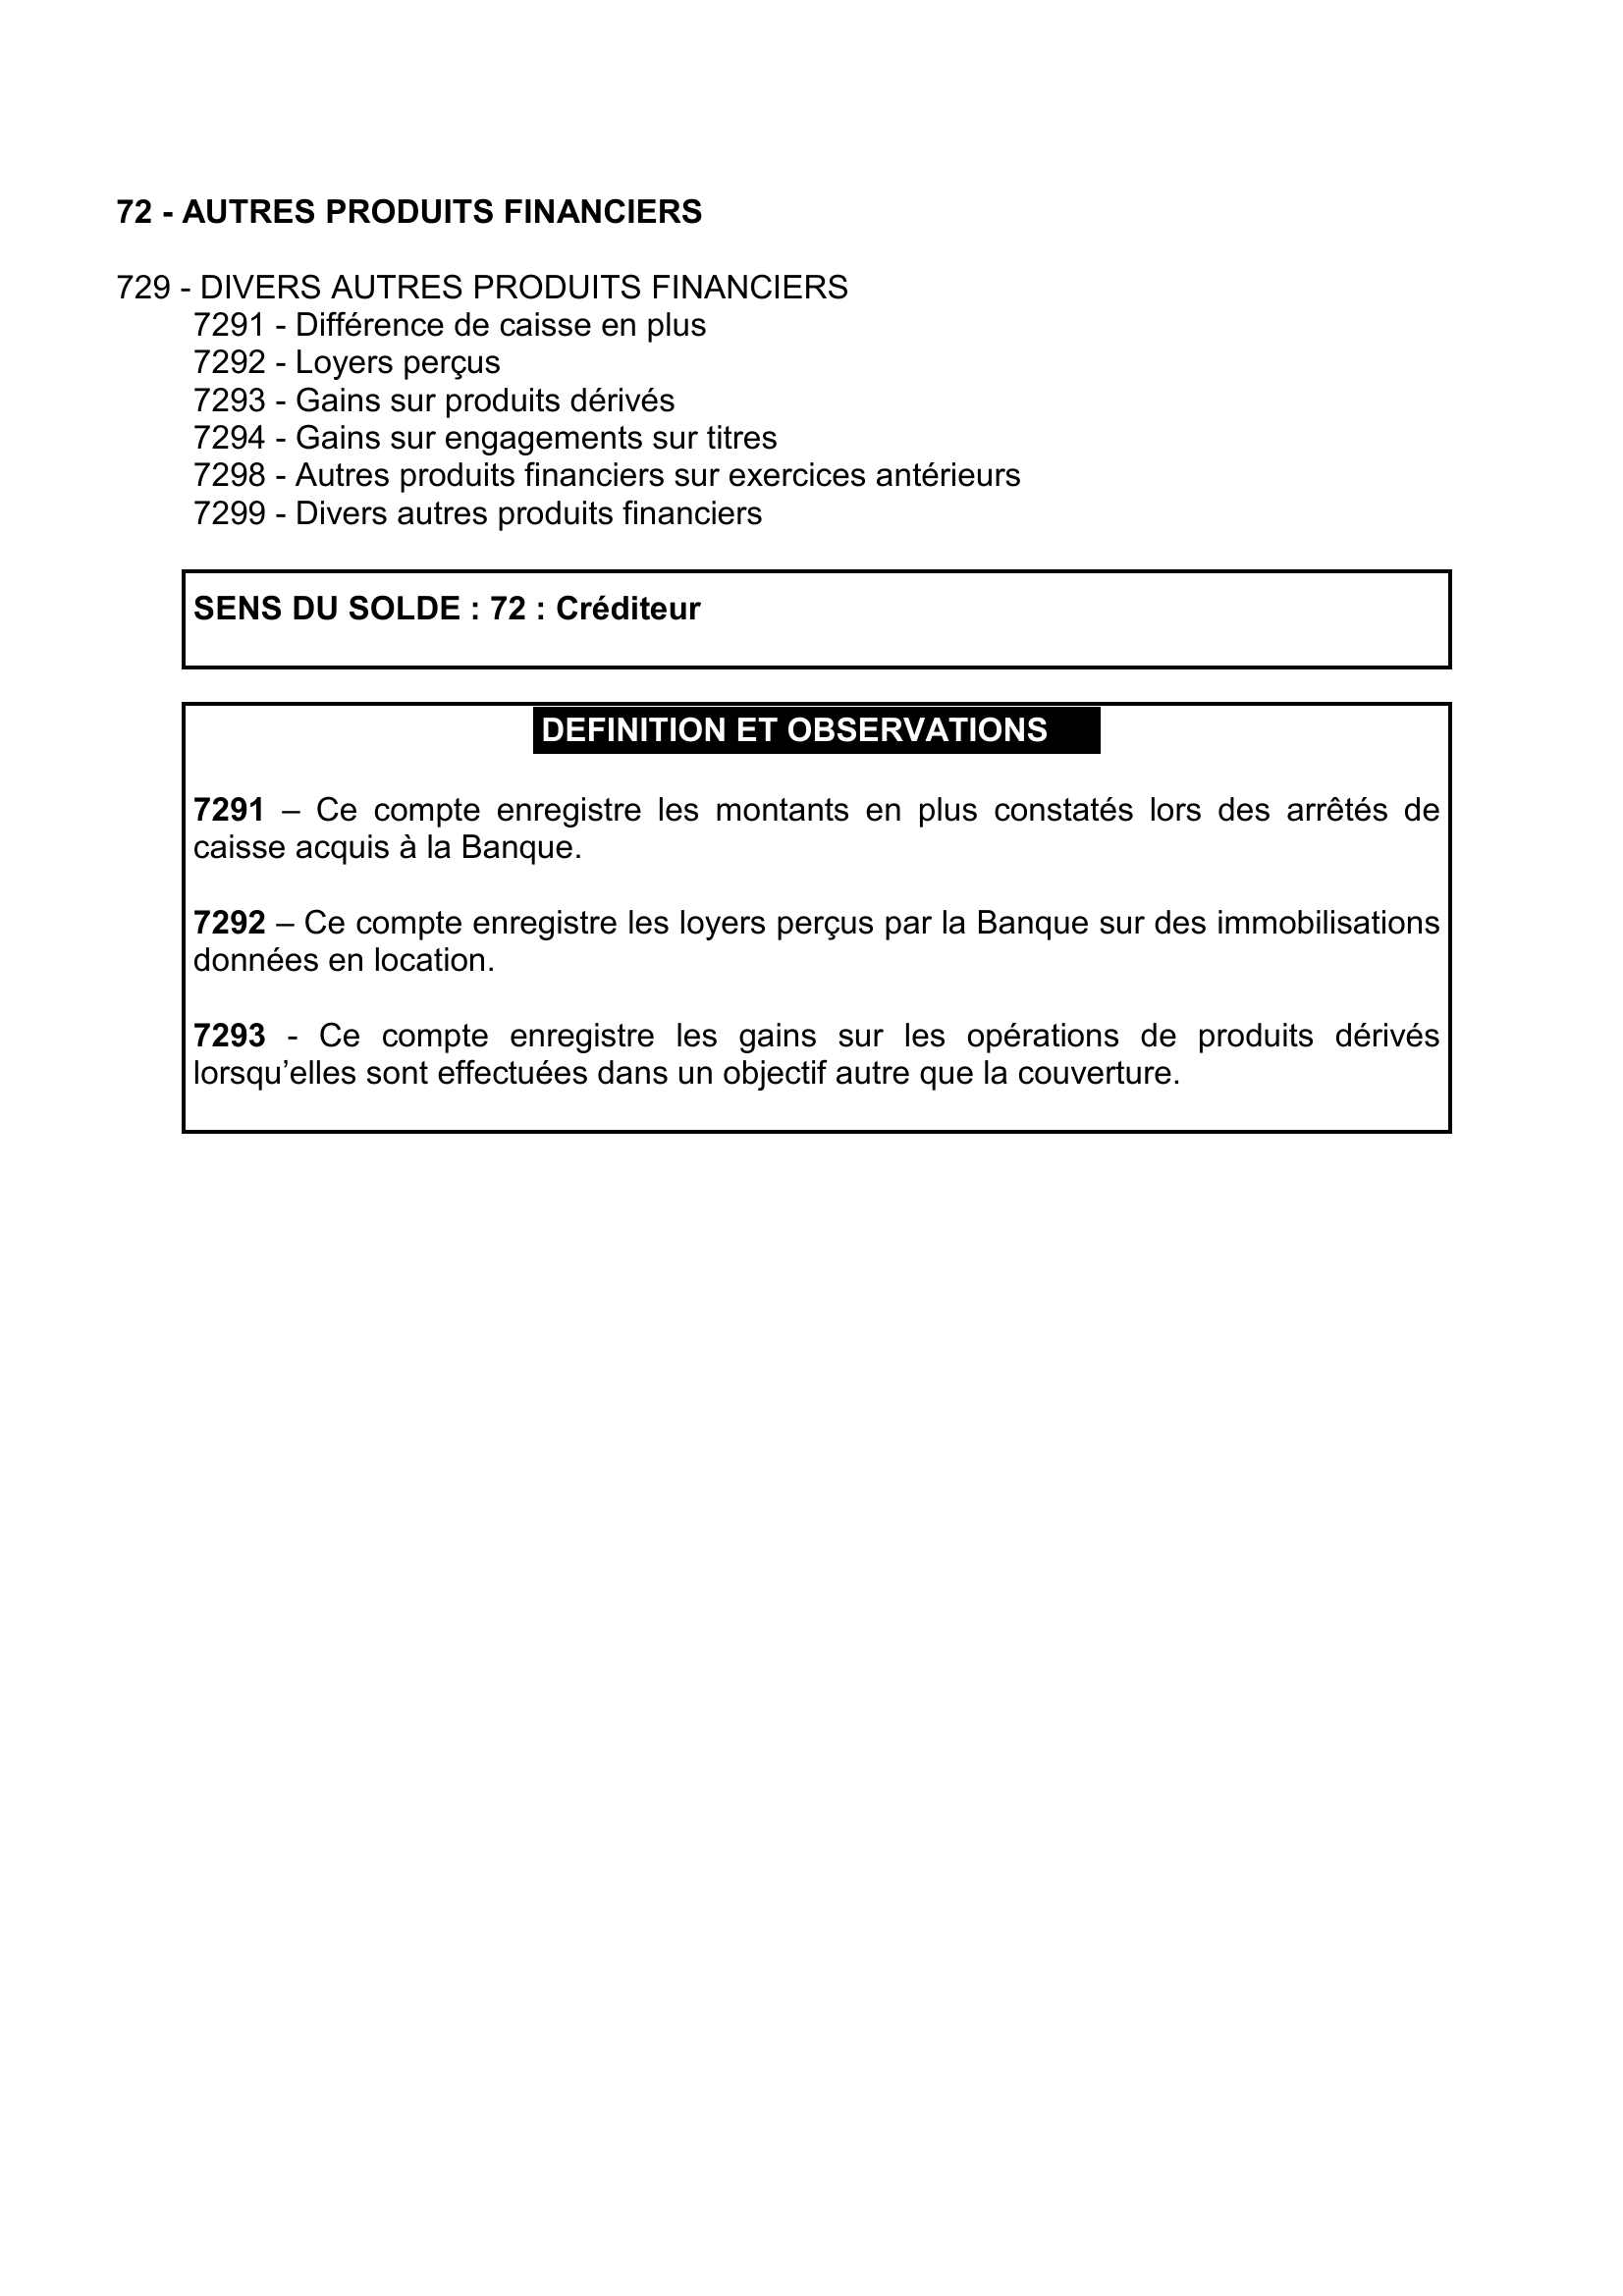 72 - AUTRES PRODUITS FINANCIERS
729 - DIVERS AUTRES PRODUITS FINANCIERS
7291 - Différence de caisse en plus
7292 - Loyers perçus
7293 - Gains sur produits dérivés
7294 - Gains sur engagements sur titres
7298 - Autres produits financiers sur exercices antérieurs
7299 - Divers autres produits financiers
SENS DU SOLDE : 72 : Créditeur
DEFINITION ET OBSERVATIONS
7291 – Ce compte enregistre les montants en plus constatés lors des arrêtés de
caisse acquis à la Banque.
7292 – Ce compte enregistre les loyers perçus par la Banque sur des immobilisations
données en location.
7293 - Ce compte enregistre les gains sur les opérations de produits dérivés
lorsqu’elles sont effectuées dans un objectif autre que la couverture.